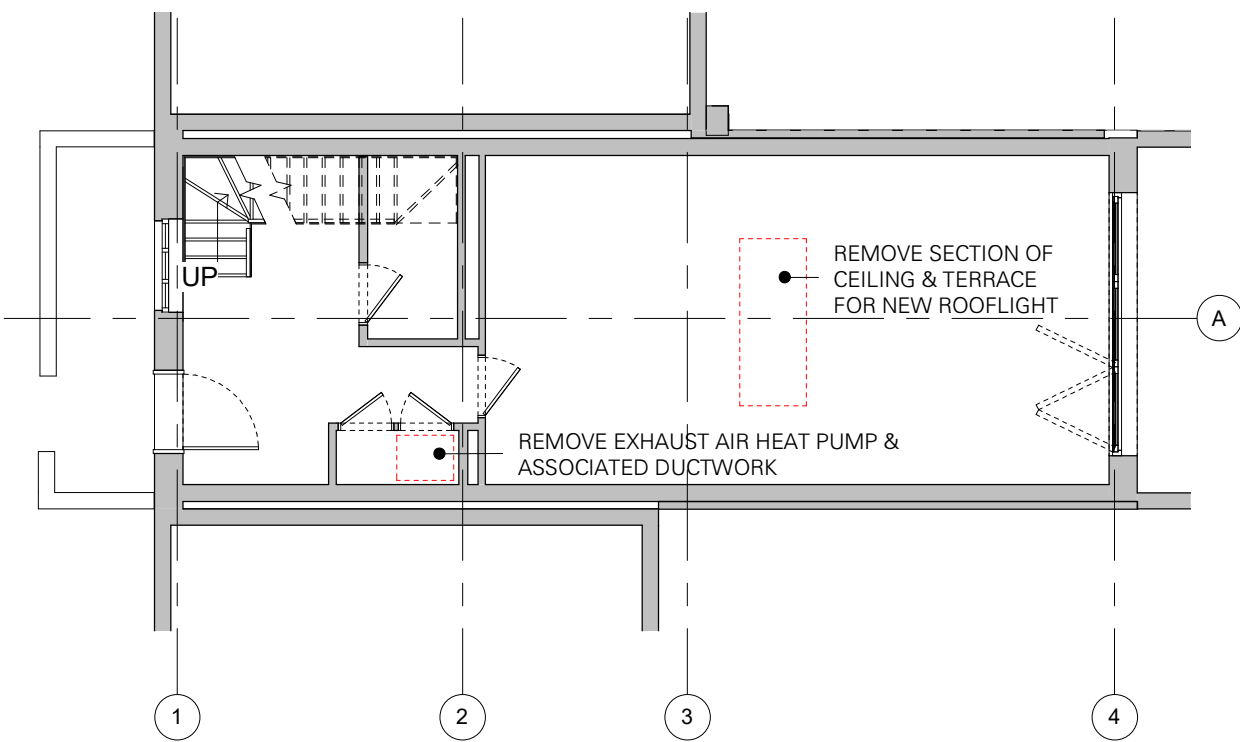 UP
REMOVE SECTION OF
CEILING & TERRACE
FOR NEW ROOFLIGHT
A
REMOVE EXHAUST AIR HEAT PUMP &
ASSOCIATED DUCTWORK
1
2
3
4